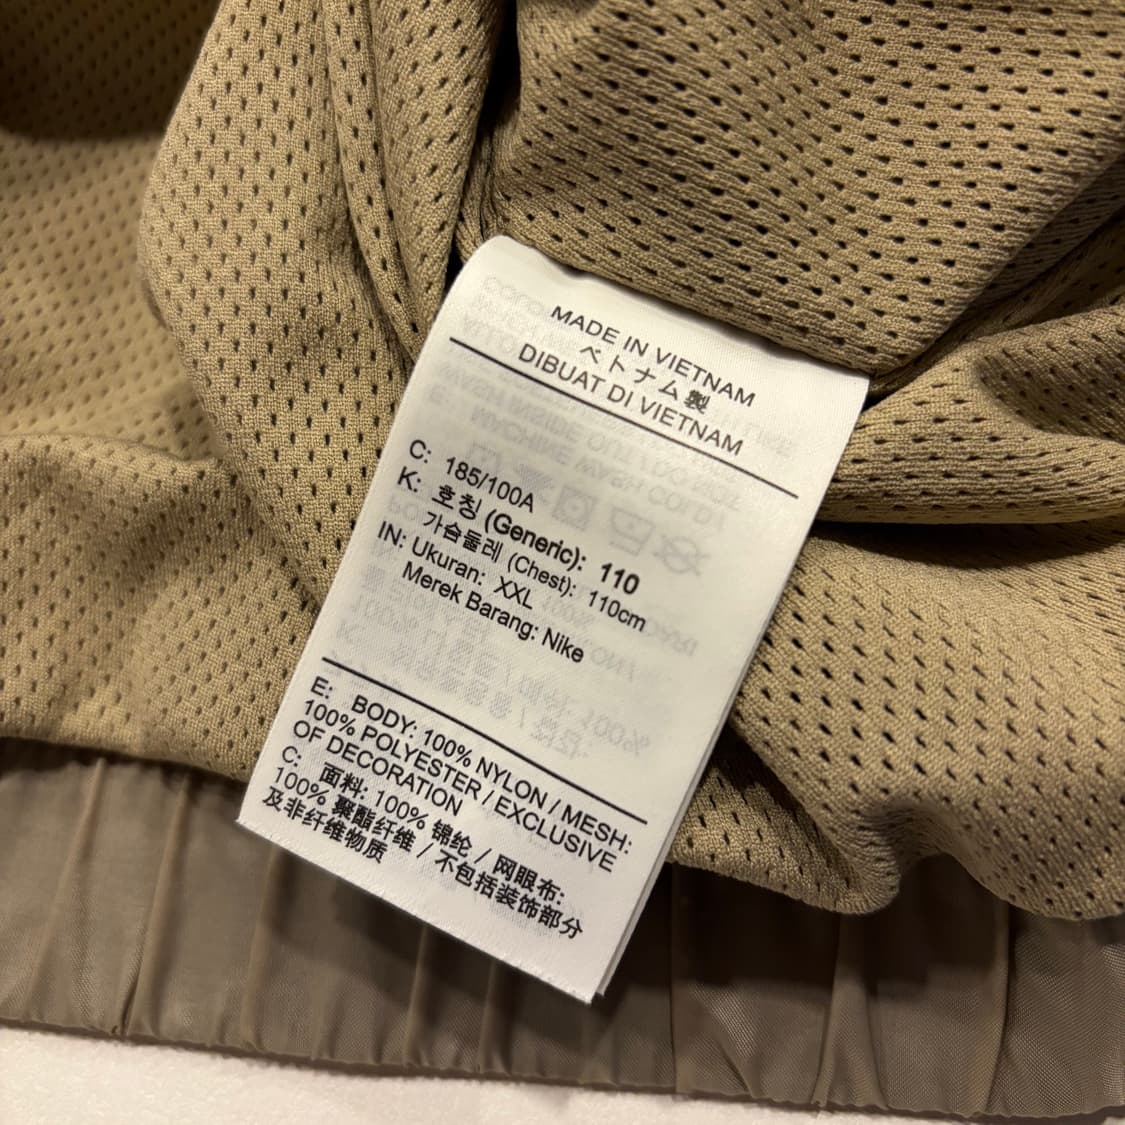 MADE IN VIETNAM
ベトナム製
DIBUAT DI VIETNAM
C: 185/100A
K: 호칭 (Generic): 110
가슴둘레 (Chest): 110cm
IN: Ukuran: XXL
Merek Barang: Nike
E: BODY: 100% NYLON / MESH:
100% POLYESTER / EXCLUSIVE
OF DECORATION
C: 面料: 100% 锦纶 / 网眼布:
100% 聚酯纤维 / 不包括装饰部分
及非纤维物质